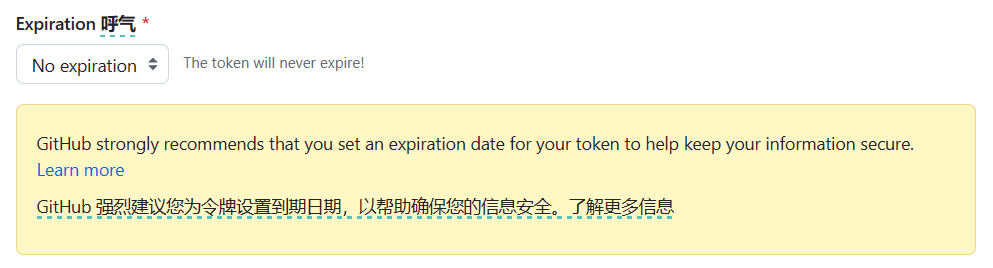 Expiration 呼气 *
No expiration The token will never expire!
GitHub strongly recommends that you set an expiration date for your token to help keep your information secure.
Learn more
GitHub 强烈建议您为令牌设置到期日期，以帮助确保您的信息安全。了解更多信息